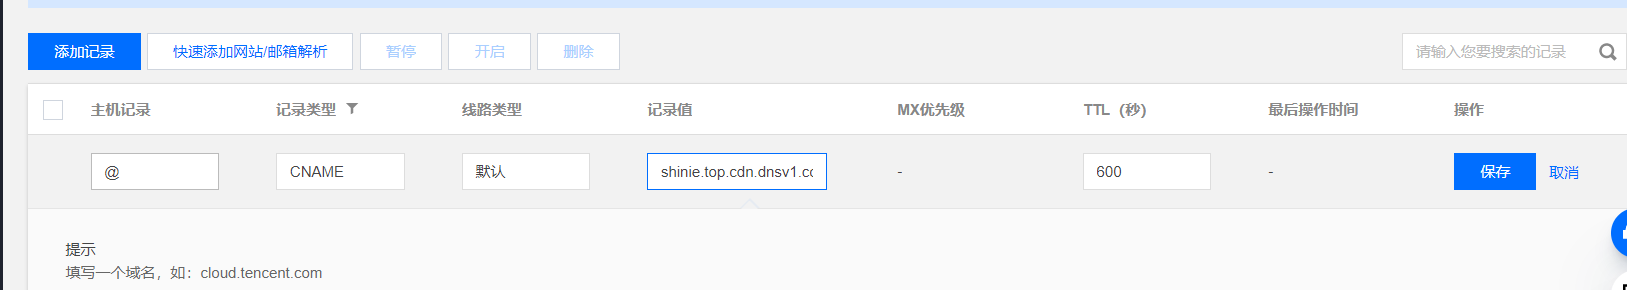 添加记录 快速添加网站/邮箱解析 暂停 开启 删除 请输入您要搜索的记录
主机记录 记录类型 线路类型 记录值 MX优先级 TTL（秒） 最后操作时间 操作
@ CNAME 默认 shinie.top.cdn.dnsv1.cc - 600 - 保存 取消
提示
填写一个域名，如：cloud.tencent.com